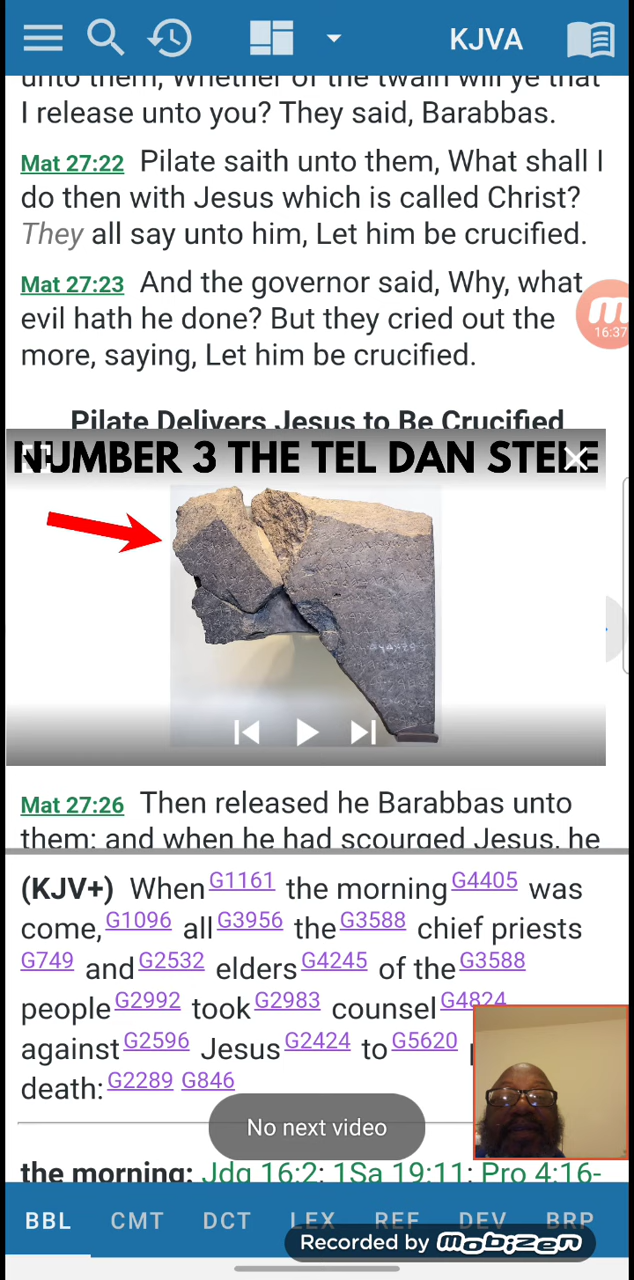 KJVA
unto them, Whether of the twain will ye that
I release unto you? They said, Barabbas.
Mat 27:22 Pilate saith unto them, What shall I
do then with Jesus which is called Christ?
They all say unto him, Let him be crucified.
Mat 27:23 And the governor said, Why, what
evil hath he done? But they cried out the
more, saying, Let him be crucified.
16:37
Pilate Delivers Jesus to Be Crucified
NUMBER 3 THE TEL DAN STELE
Mat 27:26 Then released he Barabbas unto
them: and when he had scourged Jesus, he
(KJV+) When G1161 the morning G4405 was
come, G1096 all G3956 the G3588 chief priests
G749 and G2532 elders G4245 of the G3588
people G2992 took G2983 counsel G4824
against G2596 Jesus G2424 to G5620
death: G2289 G846
No next video
the morning: Jdg 16:2; 1Sa 19:11; Pro 4:16-
BBL CMT DCT LEX REF DEV BRP
Recorded by Mobizen